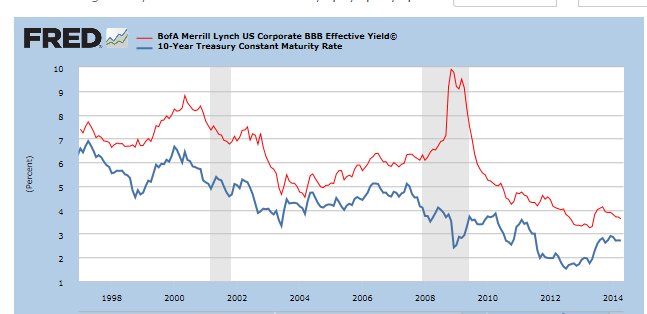 FRED
BofA Merrill Lynch US Corporate BBB Effective Yield©
10-Year Treasury Constant Maturity Rate
10
9
8
7
6
5
4
3
2
1
(Percent)
1998 2000 2002 2004 2006 2008 2010 2012 2014